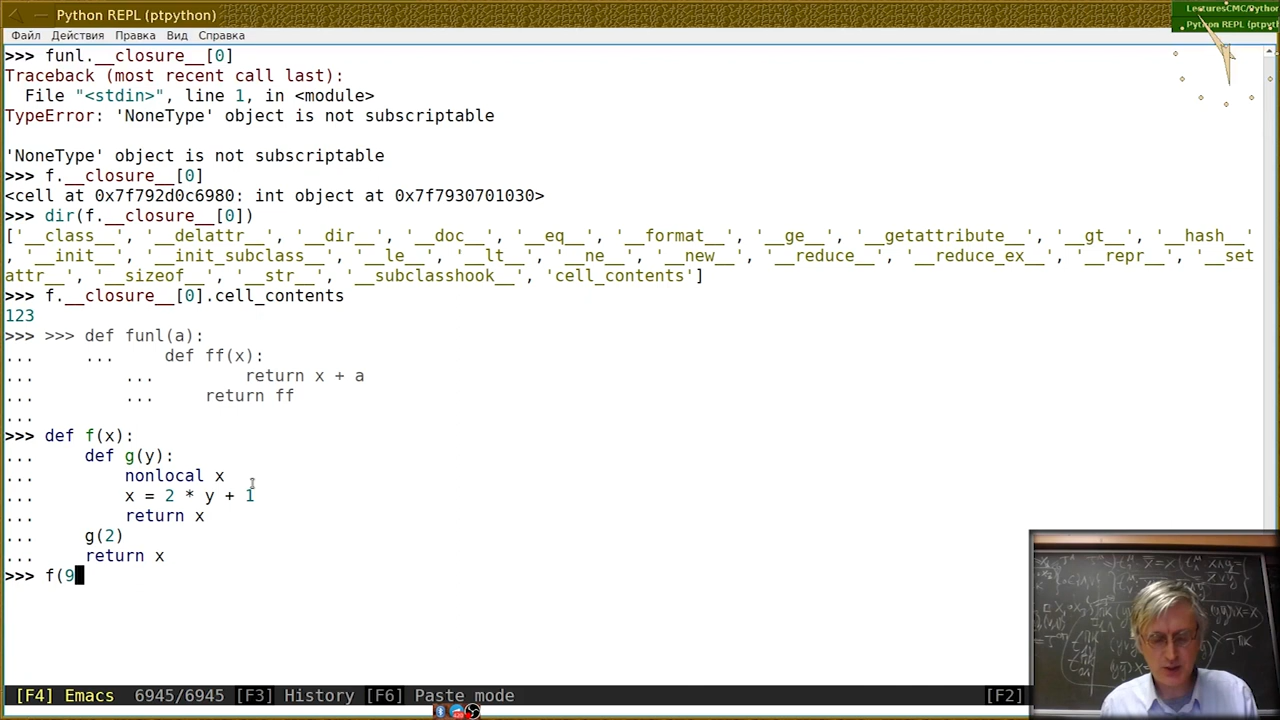 Python REPL (ptpython)
LecturesCMC/Python
Python REPL (ptpyth
Файл Действия Правка Вид Справка
>>> funl.__closure__[0]
Traceback (most recent call last):
  File "<stdin>", line 1, in <module>
TypeError: 'NoneType' object is not subscriptable
'NoneType' object is not subscriptable
>>> f.__closure__[0]
<cell at 0x7f792d0c6980: int object at 0x7f7930701030>
>>> dir(f.__closure__[0])
['__class__', '__delattr__', '__dir__', '__doc__', '__eq__', '__format__', '__ge__', '__getattribute__', '__gt__', '__hash__'
, '__init__', '__init_subclass__', '__le__', '__lt__', '__ne__', '__new__', '__reduce__', '__reduce_ex__', '__repr__', '__set
attr__', '__sizeof__', '__str__', '__subclasshook__', 'cell_contents']
>>> f.__closure__[0].cell_contents
123
>>> >>> def funl(a):
...     ...     def ff(x):
...         ...         return x + a
...         ...     return ff
...
>>> def f(x):
...     def g(y):
...         nonlocal x
...         x = 2 * y + 1
...         return x
...     g(2)
...     return x
>>> f(9
[F4] Emacs 6945/6945 [F3] History [F6] Paste mode [F2]